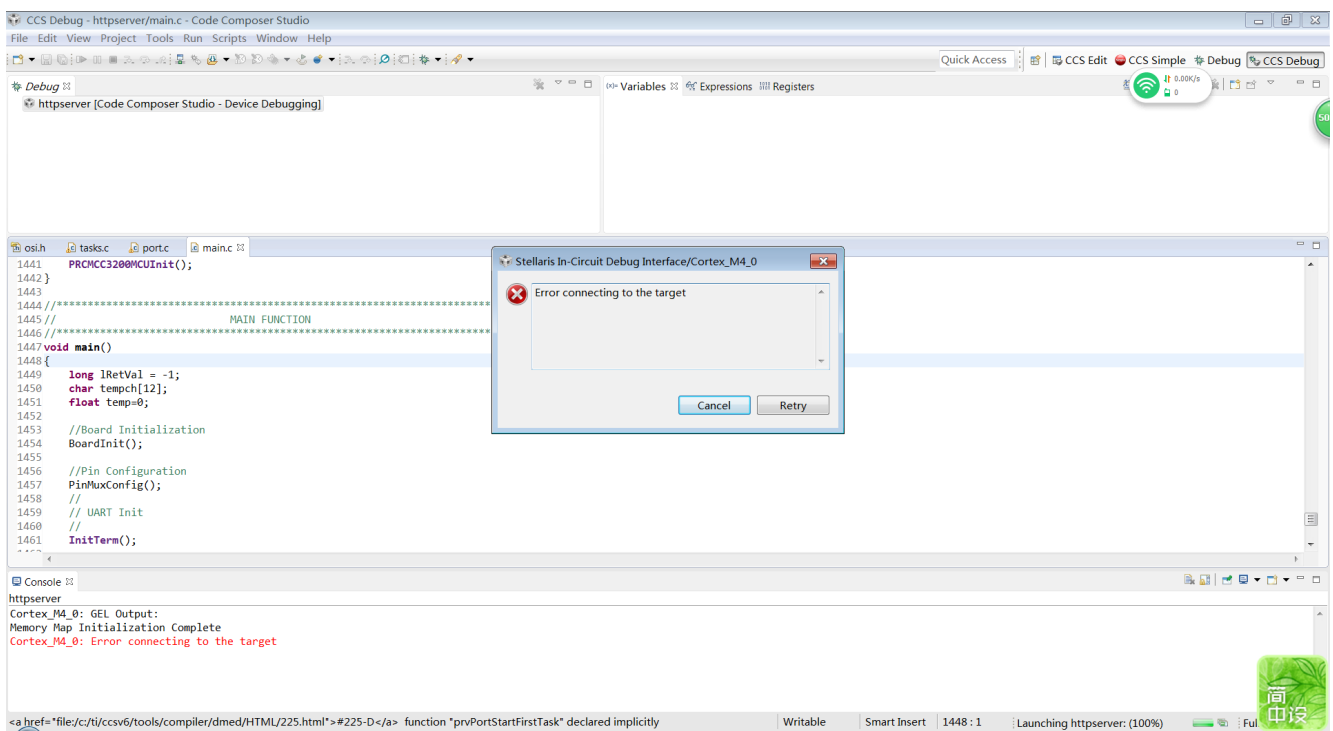 CCS Debug - httpserver/main.c - Code Composer Studio
File Edit View Project Tools Run Scripts Window Help
Quick Access CCS Edit CCS Simple Debug CCS Debug
Debug
(x)= Variables Expressions Registers
0.00K/s
0
httpserver [Code Composer Studio - Device Debugging]
50
osi.h tasks.c port.c main.c
1441 PRCMCC3200MCUInit();
1442 }
1443
1444 //**********************************************************************
1445 // MAIN FUNCTION
1446 //**********************************************************************
1447 void main()
1448 {
1449 long lRetVal = -1;
1450 char tempch[12];
1451 float temp=0;
1452
1453 //Board Initialization
1454 BoardInit();
1455
1456 //Pin Configuration
1457 PinMuxConfig();
1458 //
1459 // UART Init
1460 //
1461 InitTerm();
Stellaris In-Circuit Debug Interface/Cortex_M4_0
Error connecting to the target
Cancel Retry
Console
httpserver
Cortex_M4_0: GEL Output:
Memory Map Initialization Complete
Cortex_M4_0: Error connecting to the target
简
中设
<a href="file:/c:/ti/ccsv6/tools/compiler/dmed/HTML/225.html">#225-D</a> function "prvPortStartFirstTask" declared implicitly Writable Smart Insert 1448 : 1 Launching httpserver: (100%) Ful